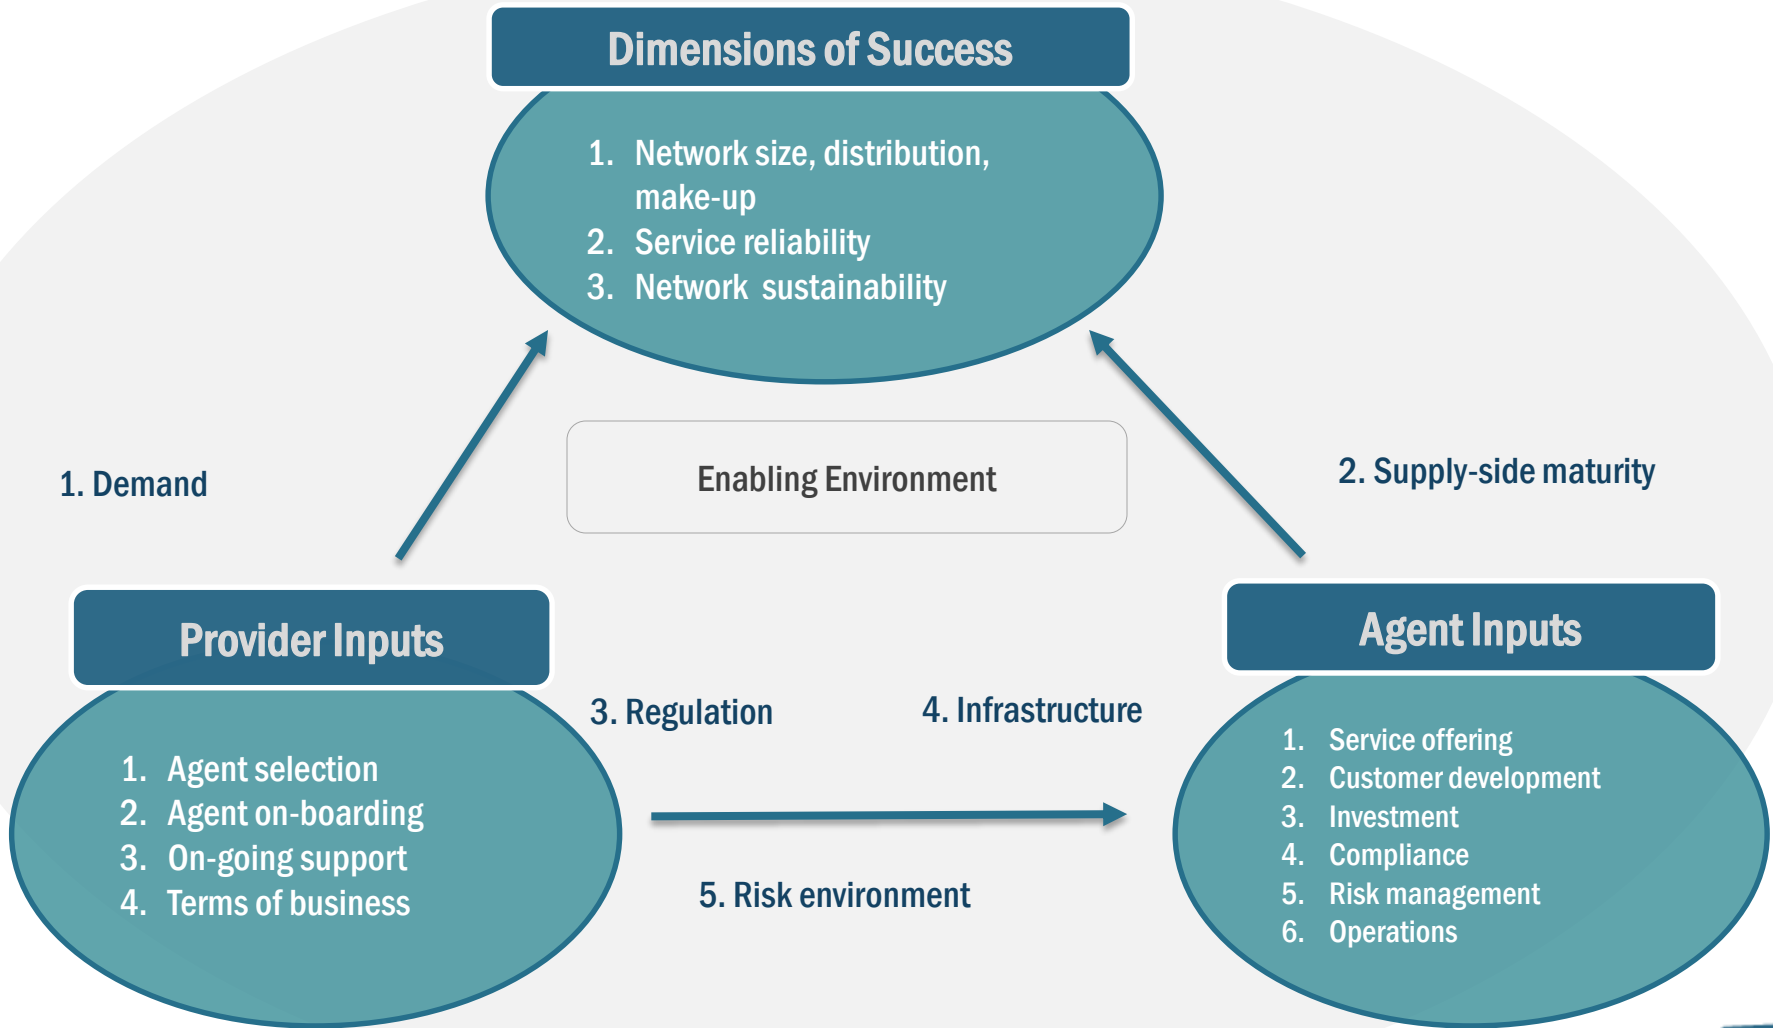 Dimensions of Success
1. Network size, distribution,
make-up
2. Service reliability
3. Network sustainability
Enabling Environment
1. Demand
2. Supply-side maturity
Provider Inputs
1. Agent selection
2. Agent on-boarding
3. On-going support
4. Terms of business
3. Regulation
4. Infrastructure
5. Risk environment
Agent Inputs
1. Service offering
2. Customer development
3. Investment
4. Compliance
5. Risk management
6. Operations